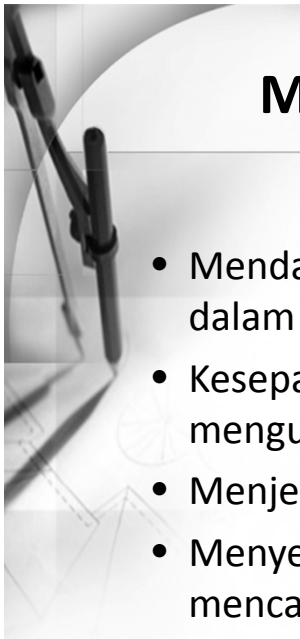 M
• Menda
dalam
• Kesepa
mengu
• Menje
• Menye
menca